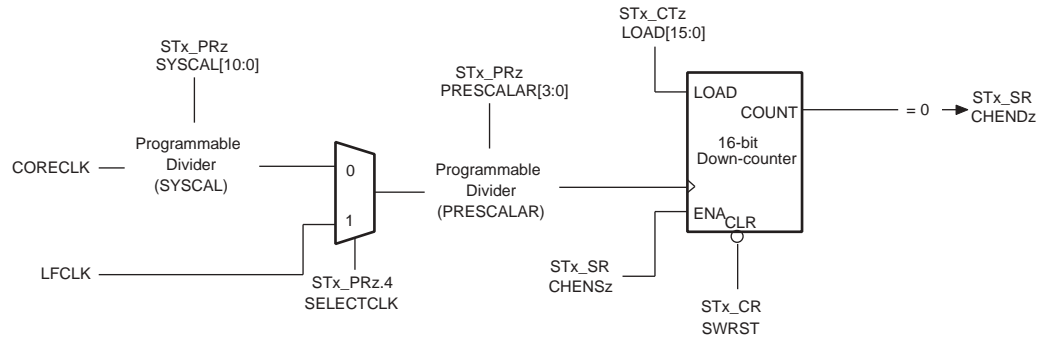 STx_CTz
LOAD[15:0]
STx_PRz
SYSCAL[10:0]
STx_PRz
PRESCALAR[3:0]
LOAD
COUNT
= 0
STx_SR
CHENDz
Programmable
Divider
(SYSCAL)
CORECLK
0
1
Programmable
Divider
(PRESCALAR)
16-bit
Down-counter
ENA
CLR
LFCLK
STx_PRz.4
SELECTCLK
STx_SR
CHENSz
STx_CR
SWRST